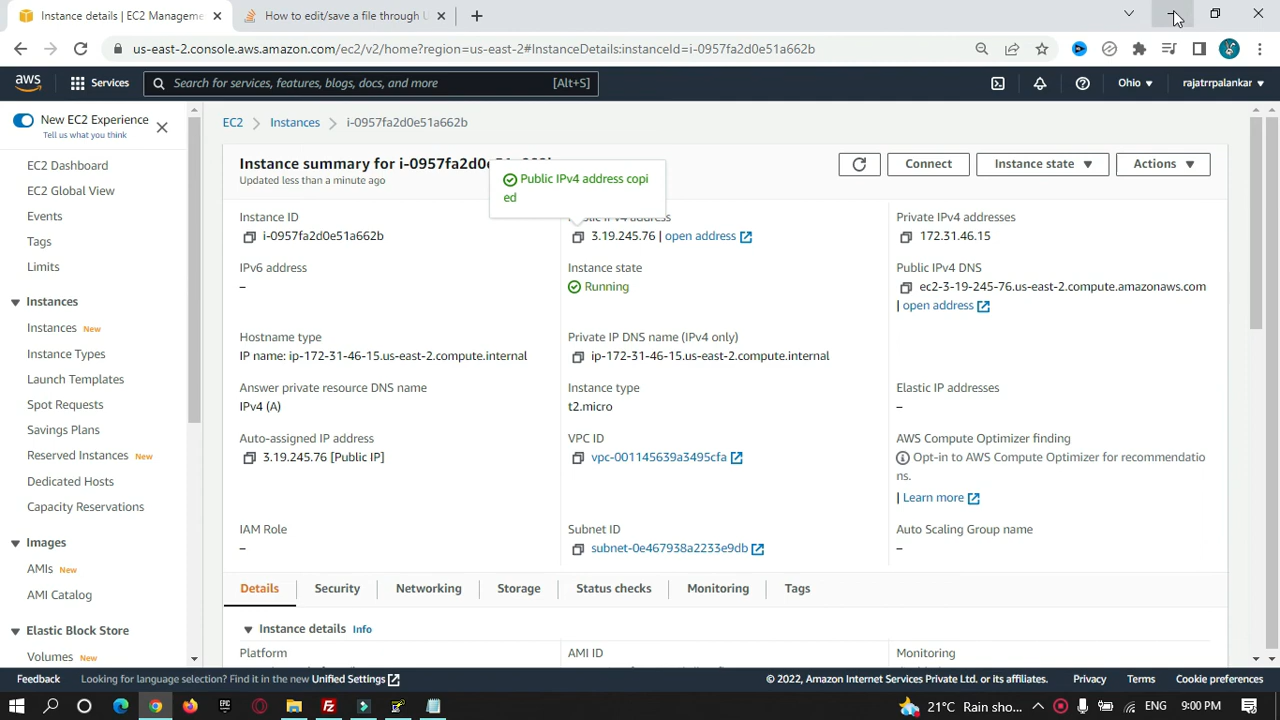 Instance details | EC2 Manageme
How to edit/save a file through U
us-east-2.console.aws.amazon.com/ec2/v2/home?region=us-east-2#InstanceDetails:instanceId=i-0957fa2d0e51a662b
aws
Services
Search for services, features, blogs, docs, and more
[Alt+S]
Ohio
rajatrrpalankar
New EC2 Experience
Tell us what you think
EC2 Dashboard
EC2 Global View
Events
Tags
Limits
Instances
Instances New
Instance Types
Launch Templates
Spot Requests
Savings Plans
Reserved Instances New
Dedicated Hosts
Capacity Reservations
Images
AMIs New
AMI Catalog
Elastic Block Store
Volumes New
EC2
Instances
i-0957fa2d0e51a662b
Instance summary for
Updated less than a minute ago
Public IPv4 address copi
ed
Connect
Instance state
Actions
Instance ID
i-0957fa2d0e51a662b
3.19.245.76 | open address
Private IPv4 addresses
172.31.46.15
IPv6 address
–
Instance state
Running
Public IPv4 DNS
ec2-3-19-245-76.us-east-2.compute.amazonaws.com
| open address
Hostname type
IP name: ip-172-31-46-15.us-east-2.compute.internal
Private IP DNS name (IPv4 only)
ip-172-31-46-15.us-east-2.compute.internal
Answer private resource DNS name
IPv4 (A)
Instance type
t2.micro
Elastic IP addresses
–
Auto-assigned IP address
3.19.245.76 [Public IP]
VPC ID
vpc-001145639a3495cfa
AWS Compute Optimizer finding
Opt-in to AWS Compute Optimizer for recommendatio
ns.
| Learn more
IAM Role
–
Subnet ID
subnet-0e467938a2233e9db
Auto Scaling Group name
–
Details
Security
Networking
Storage
Status checks
Monitoring
Tags
Instance details Info
Platform
AMI ID
Monitoring
Feedback
Looking for language selection? Find it in the new Unified Settings
© 2022, Amazon Internet Services Private Ltd. or its affiliates.
Privacy
Terms
Cookie preferences
21°C Rain sho...
ENG
9:00 PM